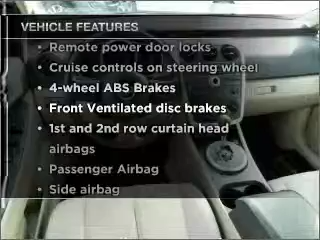 VEHICLE FEATURES
• Remote power door locks
• Cruise controls on steering wheel
• 4-wheel ABS Brakes
• Front Ventilated disc brakes
• 1st and 2nd row curtain head
airbags
• Passenger Airbag
• Side airbag